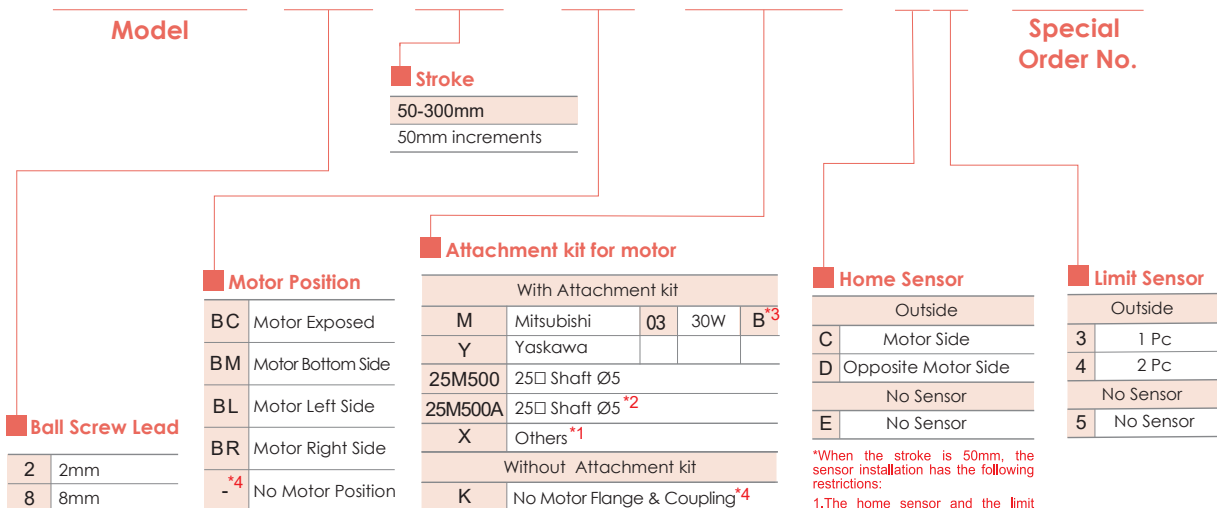 Model
Special
Order No.
Stroke
50-300mm
50mm increments
Ball Screw Lead
2 2mm
8 8mm
Motor Position
BC Motor Exposed
BM Motor Bottom Side
BL Motor Left Side
BR Motor Right Side
-*4 No Motor Position
Attachment kit for motor
With Attachment kit
M Mitsubishi 03 30W B*3
Y Yaskawa
25M500 25□ Shaft Ø5
25M500A 25□ Shaft Ø5*2
X Others*1
Without Attachment kit
K No Motor Flange & Coupling*4
Home Sensor
Outside
C Motor Side
D Opposite Motor Side
No Sensor
E No Sensor
*When the stroke is 50mm, the
sensor installation has the following
restrictions:
1.The home sensor and the limit
Limit Sensor
Outside
3 1 Pc
4 2 Pc
No Sensor
5 No Sensor